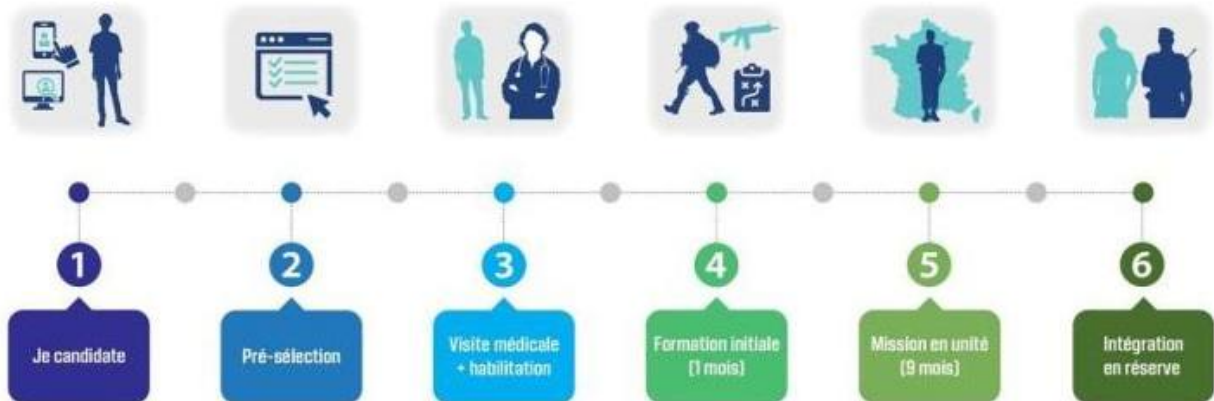 1
2
3
4
5
6
Je candidate
Pré-sélection
Visite médicale
+ habilitation
Formation initiale
(1 mois)
Mission en unité
(9 mois)
Intégration
en réserve